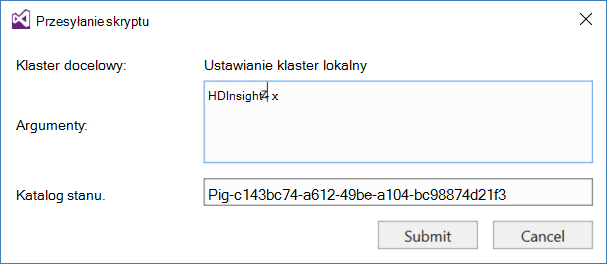 Przesyłanie skryptu
Klaster docelowy: Ustawianie klaster lokalny
HDInsight x
Argumenty:
Katalog stanu. Pig-c143bc74-a612-49be-a104-bc98874d21f3
Submit Cancel